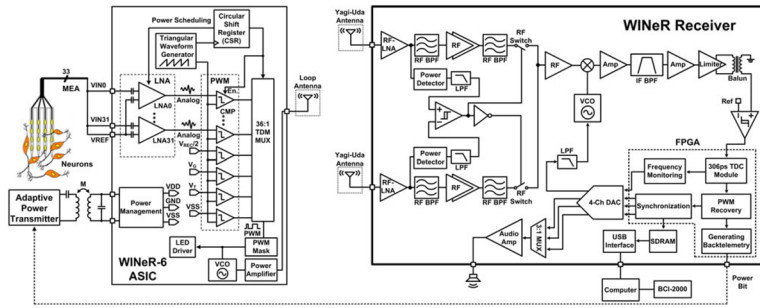 Power Scheduling
Circular
Shift
Register
(CSR)
Triangular
Waveform
Generator
33
MEA
VIN0
VIN31
VREF
Neurons
LNA
LNA0
LNA31
Analog
Analog
PWM
En.
CMP
VREC/2
VG
VT
VSS
36:1
TDM
MUX
Loop
Antenna
Adaptive
Power
Transmitter
M
Power
Management
VDD
GND
VSS
WINeR-6
ASIC
LED
Driver
PWM
PWM
Mask
VCO
Power
Amplifier
Yagi-Uda
Antenna
WINeR Receiver
RF-
LNA
RF BPF
RF
RF BPF
RF
Switch
Power
Detector
LPF
RF
Amp
IF BPF
Amp
Limiter
Balun
VCO
Ref
Yagi-Uda
Antenna
Power
Detector
LPF
RF-
LNA
RF BPF
RF
RF BPF
RF
Switch
LPF
FPGA
Frequency
Monitoring
306ps TDC
Module
4-Ch DAC
Synchronization
PWM
Recovery
Audio
Amp
3:1 MUX
USB
Interface
SDRAM
Generating
Backtelemetry
Computer
BCI-2000
Power
Bit